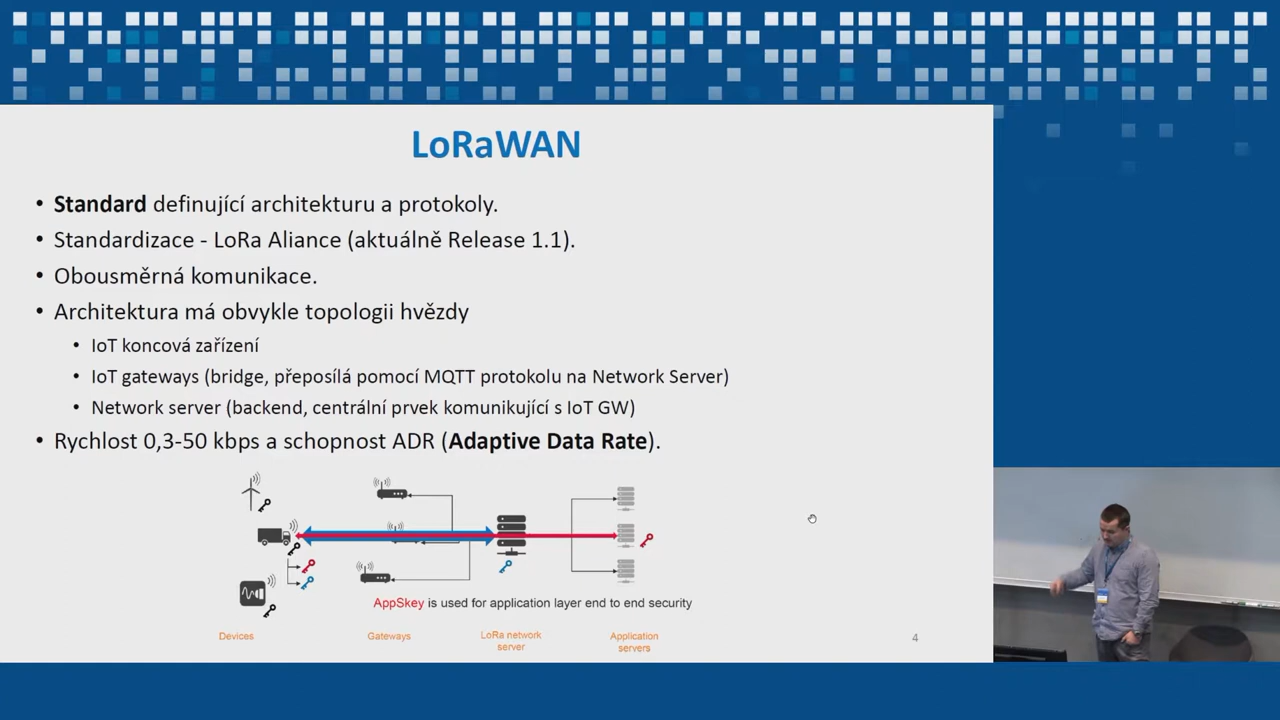 LoRaWAN
• Standard definující architekturu a protokoly.
• Standardizace - LoRa Aliance (aktuálně Release 1.1).
• Obousměrná komunikace.
• Architektura má obvykle topologii hvězdy
• IoT koncová zařízení
• IoT gateways (bridge, přeposílá pomocí MQTT protokolu na Network Server)
• Network server (backend, centrální prvek komunikující s IoT GW)
• Rychlost 0,3-50 kbps a schopnost ADR (Adaptive Data Rate).
AppSkey is used for application layer end to end security
Devices
Gateways
LoRa network
server
Application
servers
4